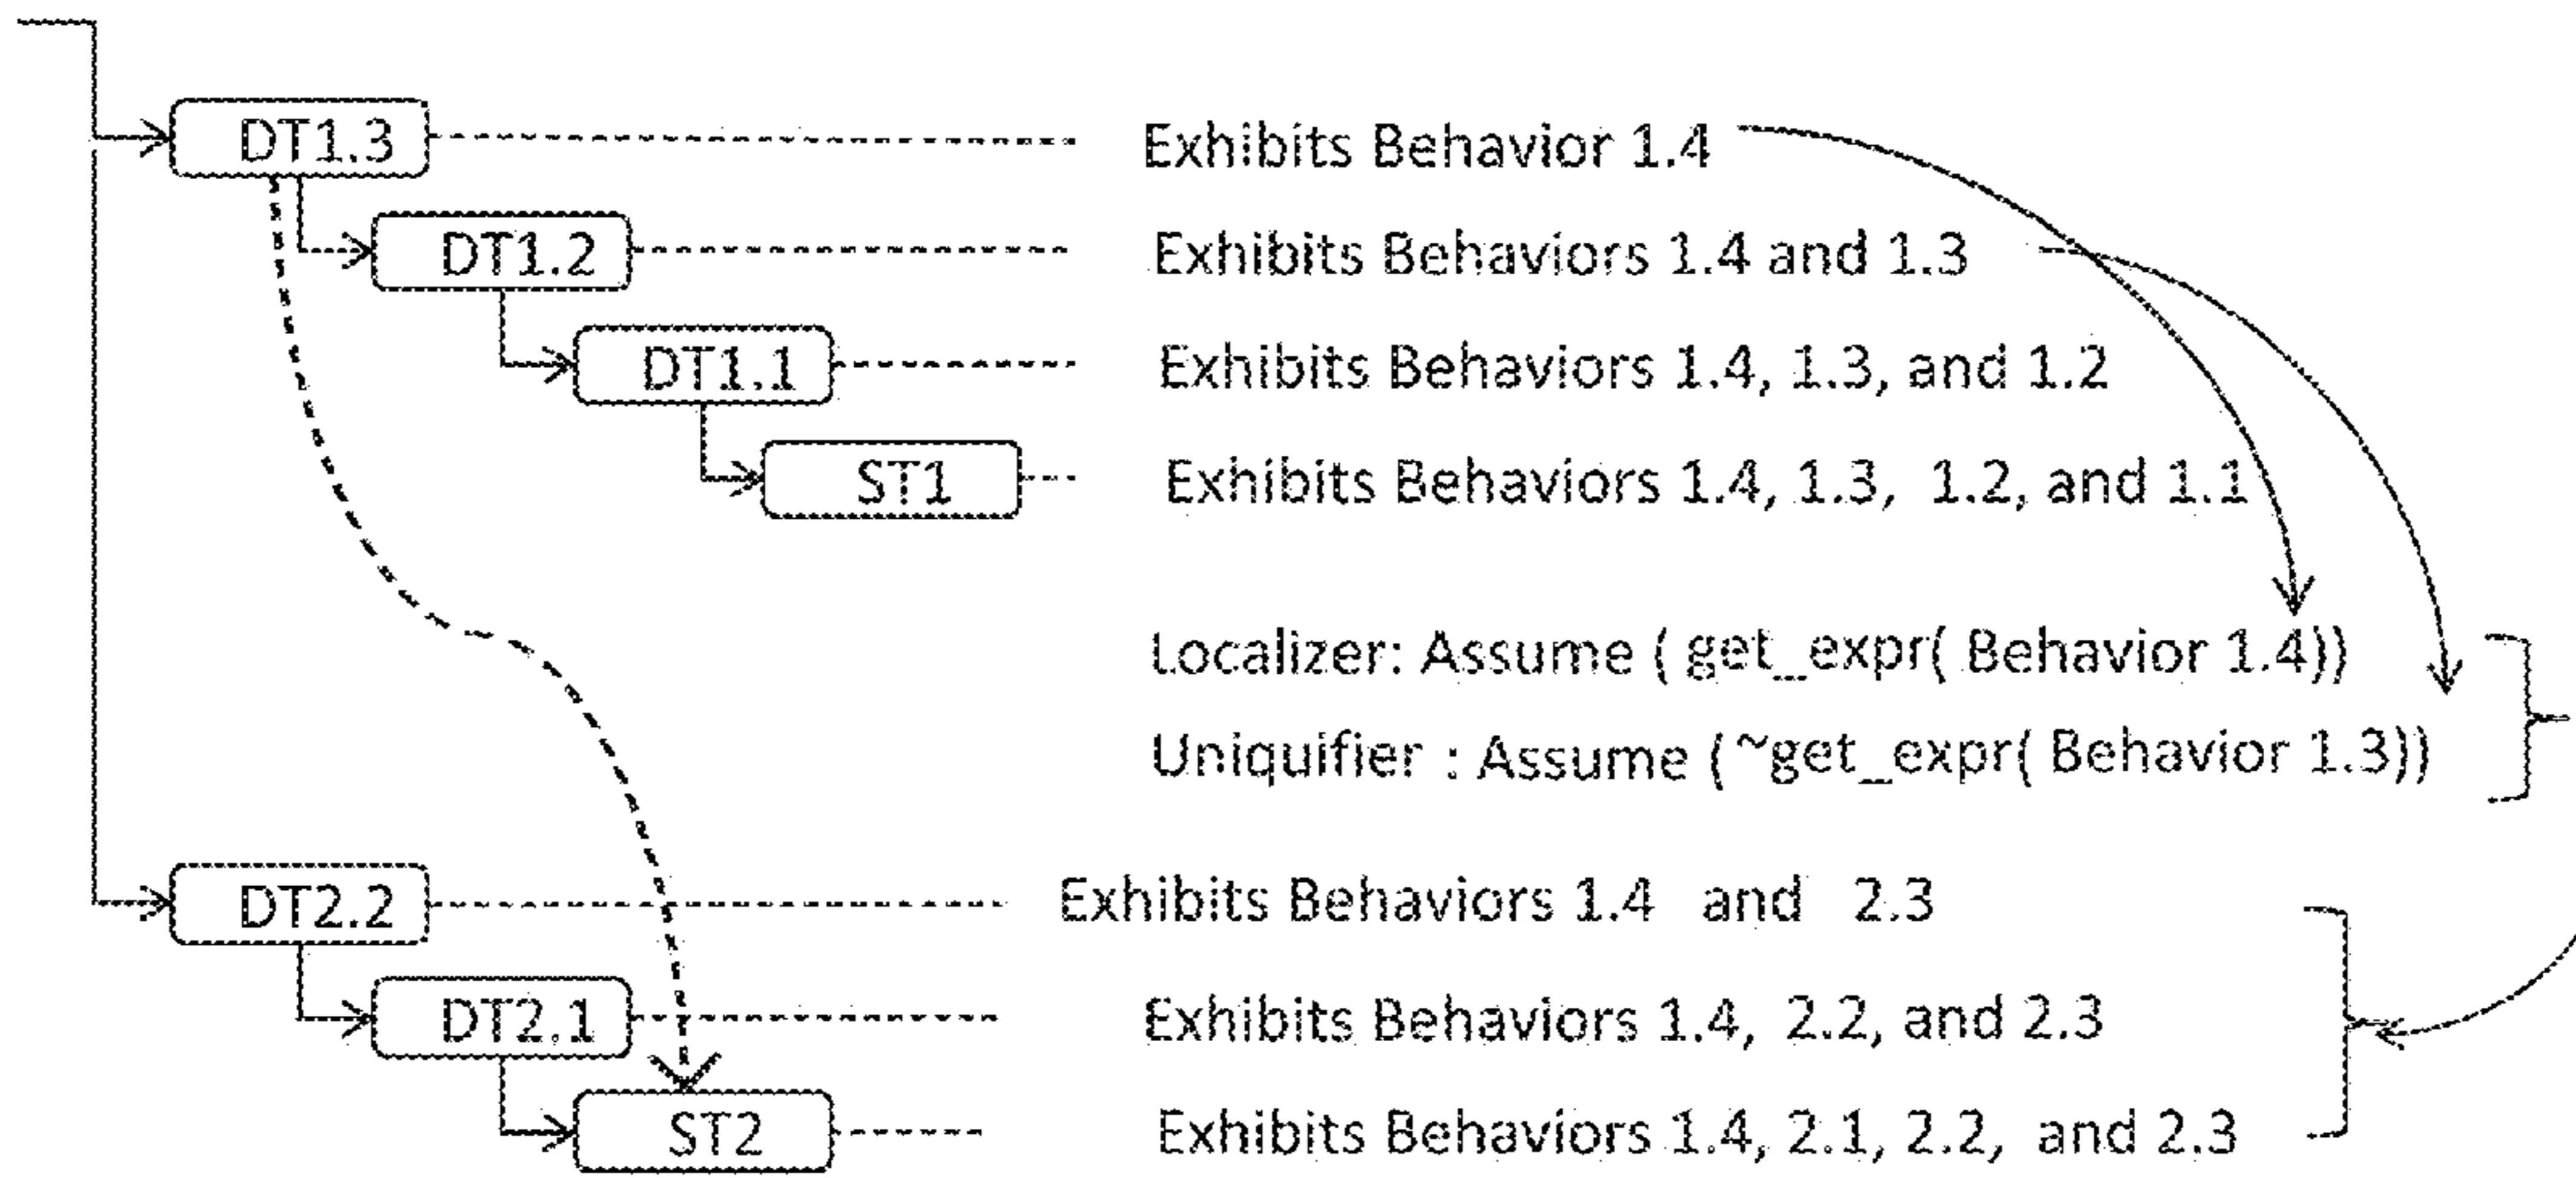 DT1.3 Exhibits Behavior 1.4
DT1.2 Exhibits Behaviors 1.4 and 1.3
DT1.1 Exhibits Behaviors 1.4, 1.3, and 1.2
ST1 Exhibits Behaviors 1.4, 1.3, 1.2, and 1.1
Localizer: Assume ( get_expr( Behavior 1.4))
Uniquifier : Assume (~get_expr( Behavior 1.3))
DT2.2 Exhibits Behaviors 1.4 and 2.3
DT2.1 Exhibits Behaviors 1.4, 2.2, and 2.3
ST2 Exhibits Behaviors 1.4, 2.1, 2.2, and 2.3